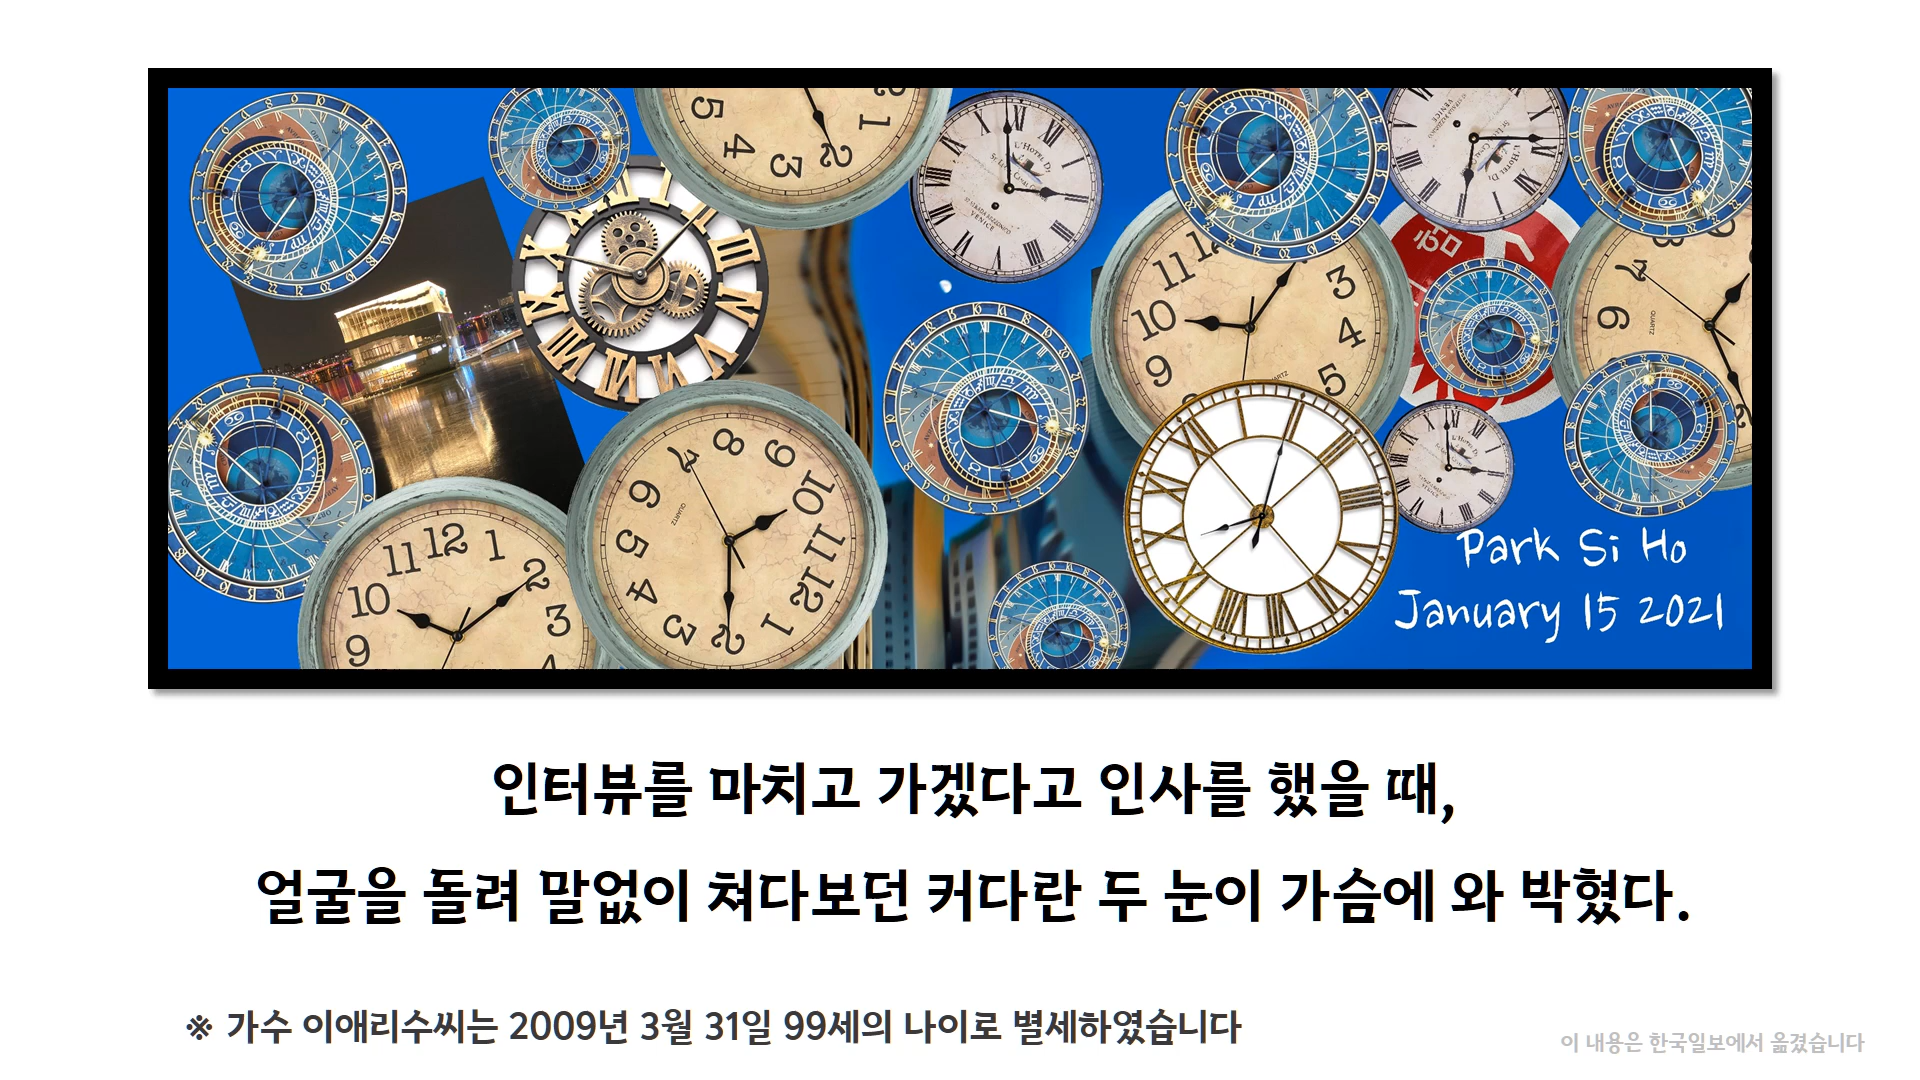 Park Si Ho
January 15 2021
인터뷰를 마치고 가겠다고 인사를 했을 때,
얼굴을 돌려 말없이 쳐다보던 커다란 두 눈이 가슴에 와 박혔다.
※ 가수 이애리수씨는 2009년 3월 31일 99세의 나이로 별세하였습니다
이 내용은 한국일보에서 옮겼습니다